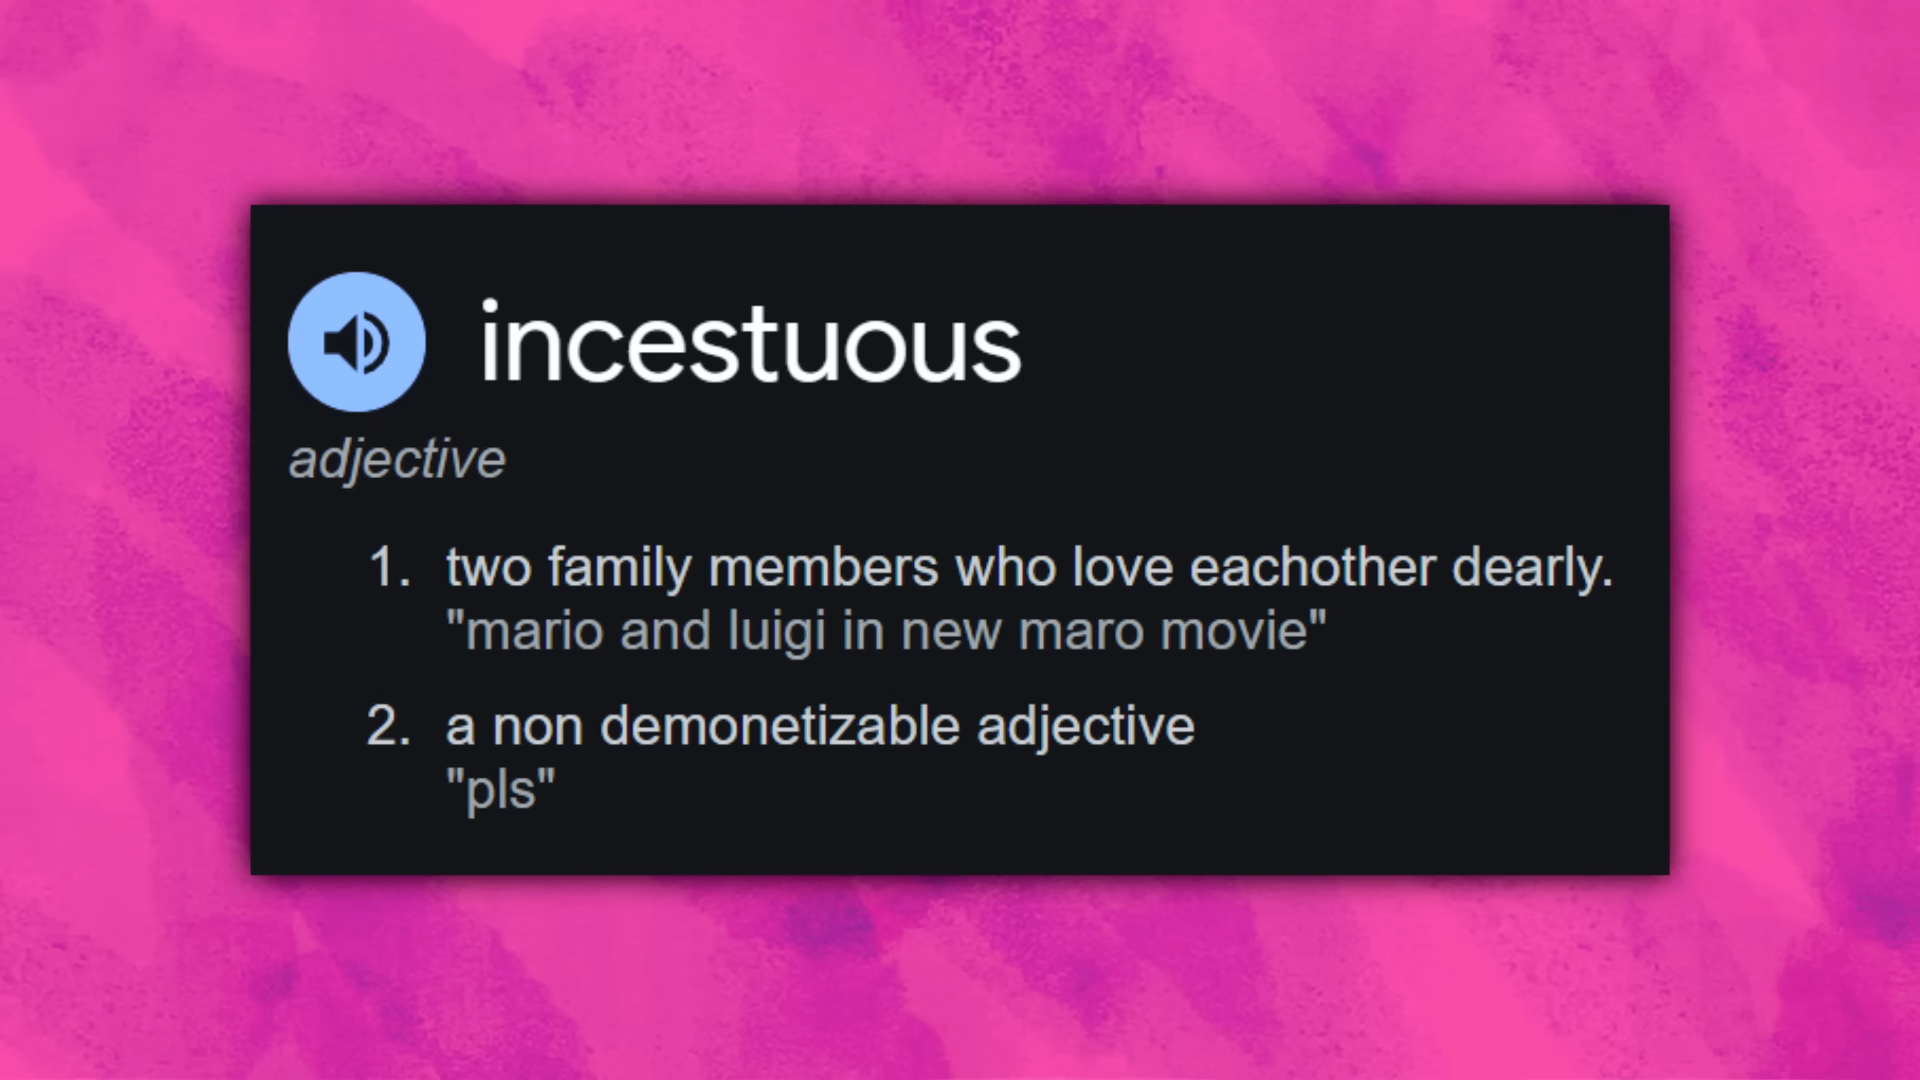 incestuous
adjective
1. two family members who love eachother dearly.
"mario and luigi in new maro movie"
2. a non demonetizable adjective
"pls"